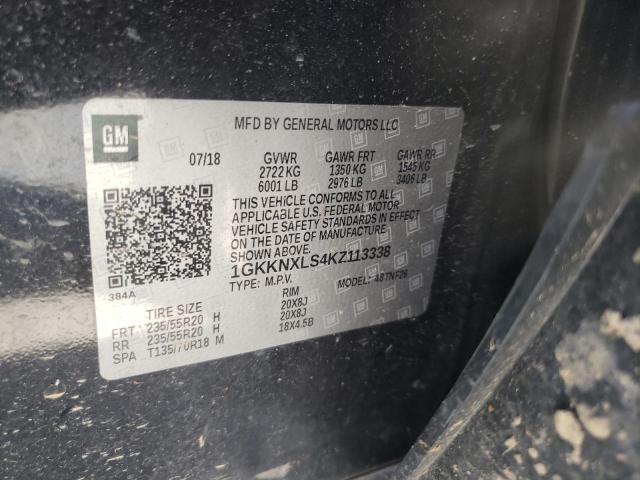 GM
MFD BY GENERAL MOTORS LLC
07/18 GVWR GAWR FRT GAWR RR
2722 KG 1350 KG 1545 KG
6001 LB 2976 LB 3406 LB
THIS VEHICLE CONFORMS TO ALL
APPLICABLE U.S. FEDERAL MOTOR
VEHICLE SAFETY STANDARDS IN EFFECT
ON THE DATE OF MANUFACTURE
SHOWN ABOVE.
1GKKNXLS4KZ113338
384A
TYPE: M.P.V. MODEL: 48TNF26
TIRE SIZE RIM
FRT 235/55R20 H 20X8J
RR 235/55R20 H 20X8J
SPA T135/70R18 M 18X4.5B